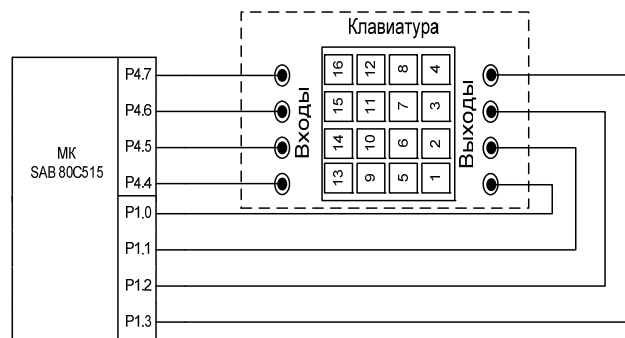 Клавиатура
МК
SAB 80C515
P4.7
P4.6
P4.5
P4.4
P1.0
P1.1
P1.2
P1.3
Входы
16 12 8 4
15 11 7 3
14 10 6 2
13 9 5 1
Выходы